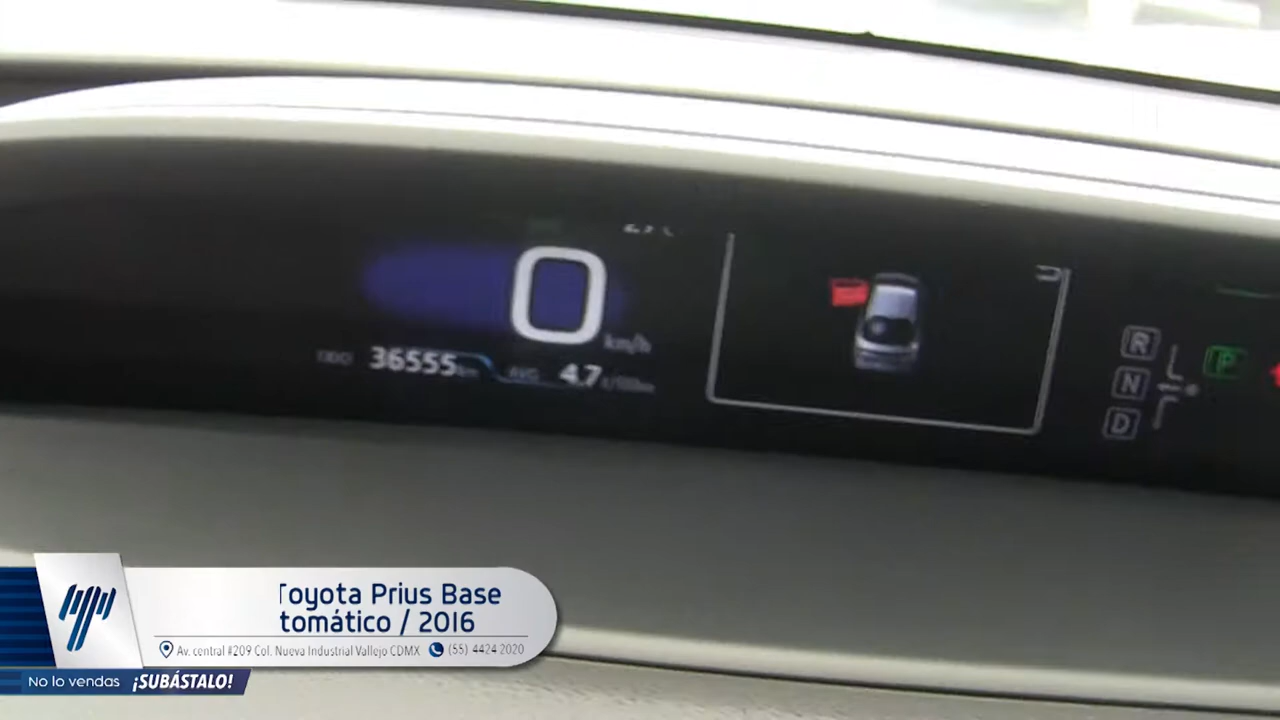 0
km/h
ODO 36555 km AVG 4.7
R
N
D
P
Toyota Prius Base
tomático / 2016
Av. central #209 Col. Nueva Industrial Vallejo CDMX (55) 4424 2020
No lo vendas ¡SUBÁSTALO!